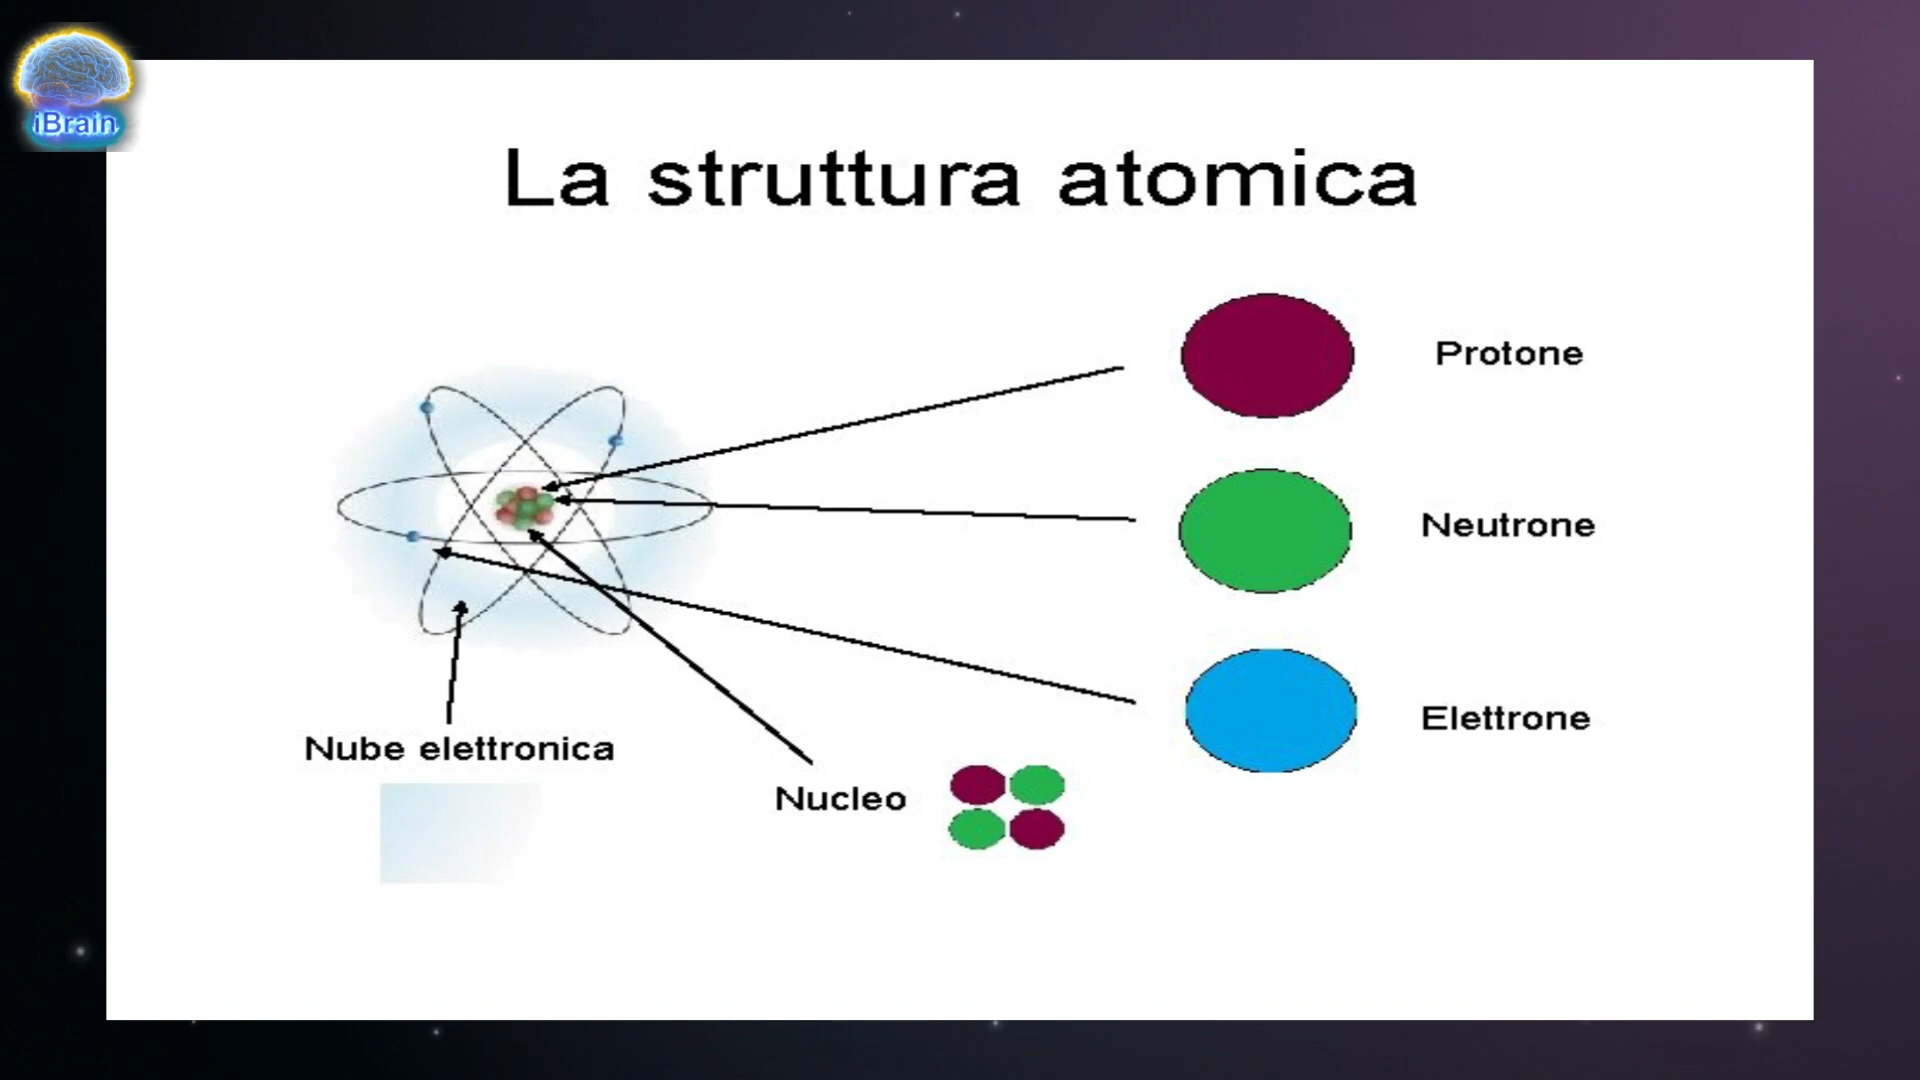 iBrain
La struttura atomica
Protone
Neutrone
Elettrone
Nube elettronica
Nucleo